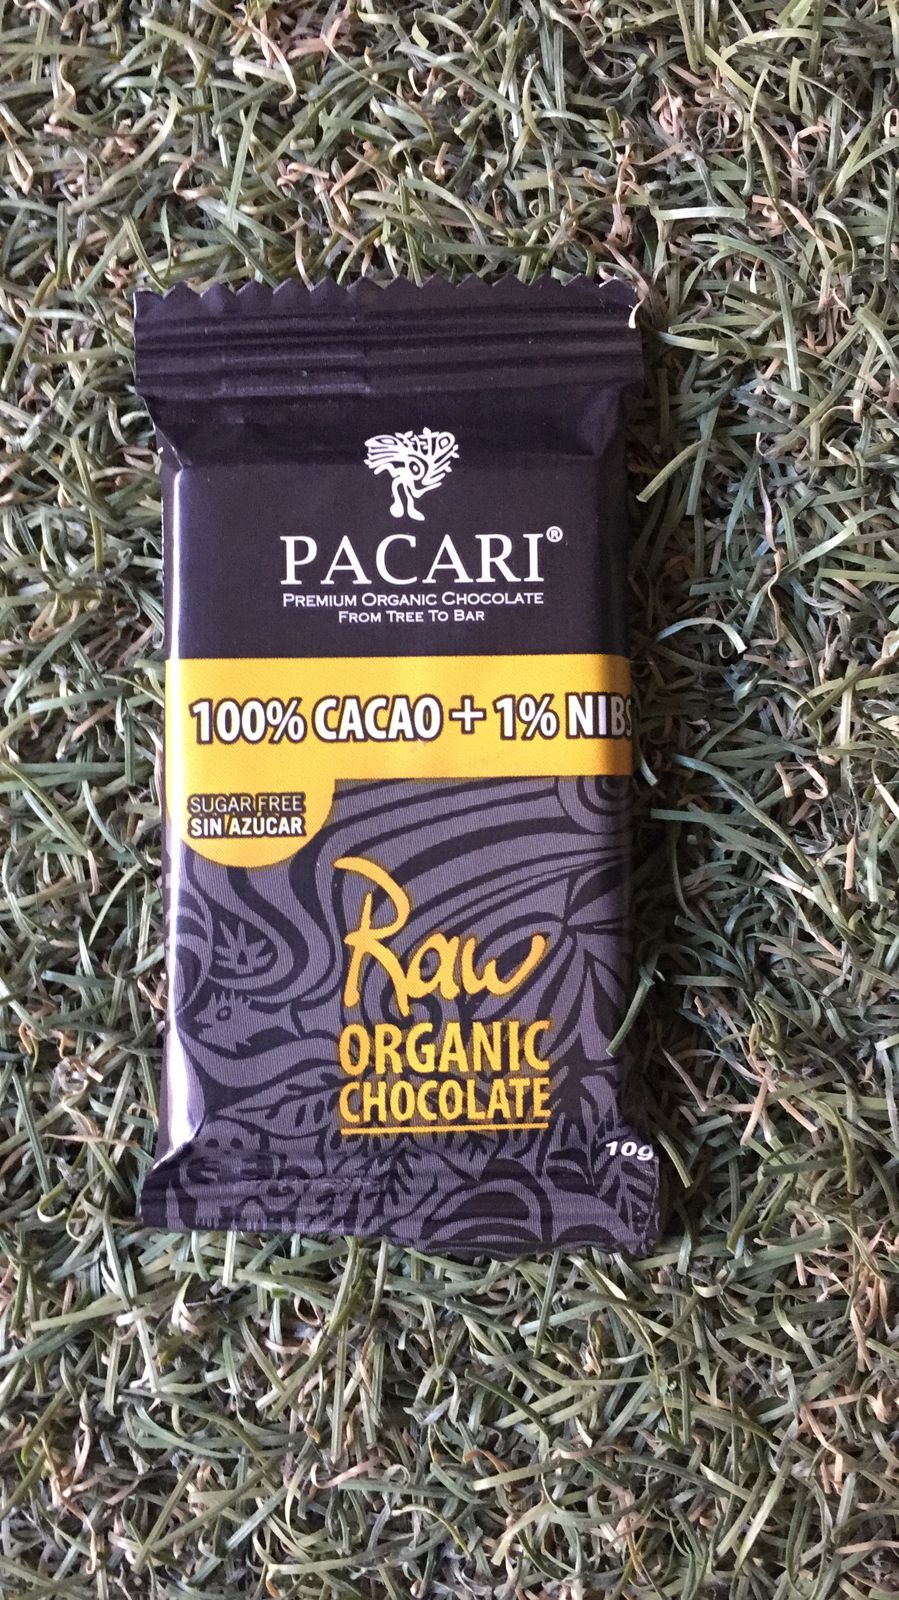 PACARI®
PREMIUM ORGANIC CHOCOLATE
FROM TREE TO BAR
100% CACAO + 1% NIBS
SUGAR FREE
SIN AZÚCAR
Raw
ORGANIC
CHOCOLATE
10g